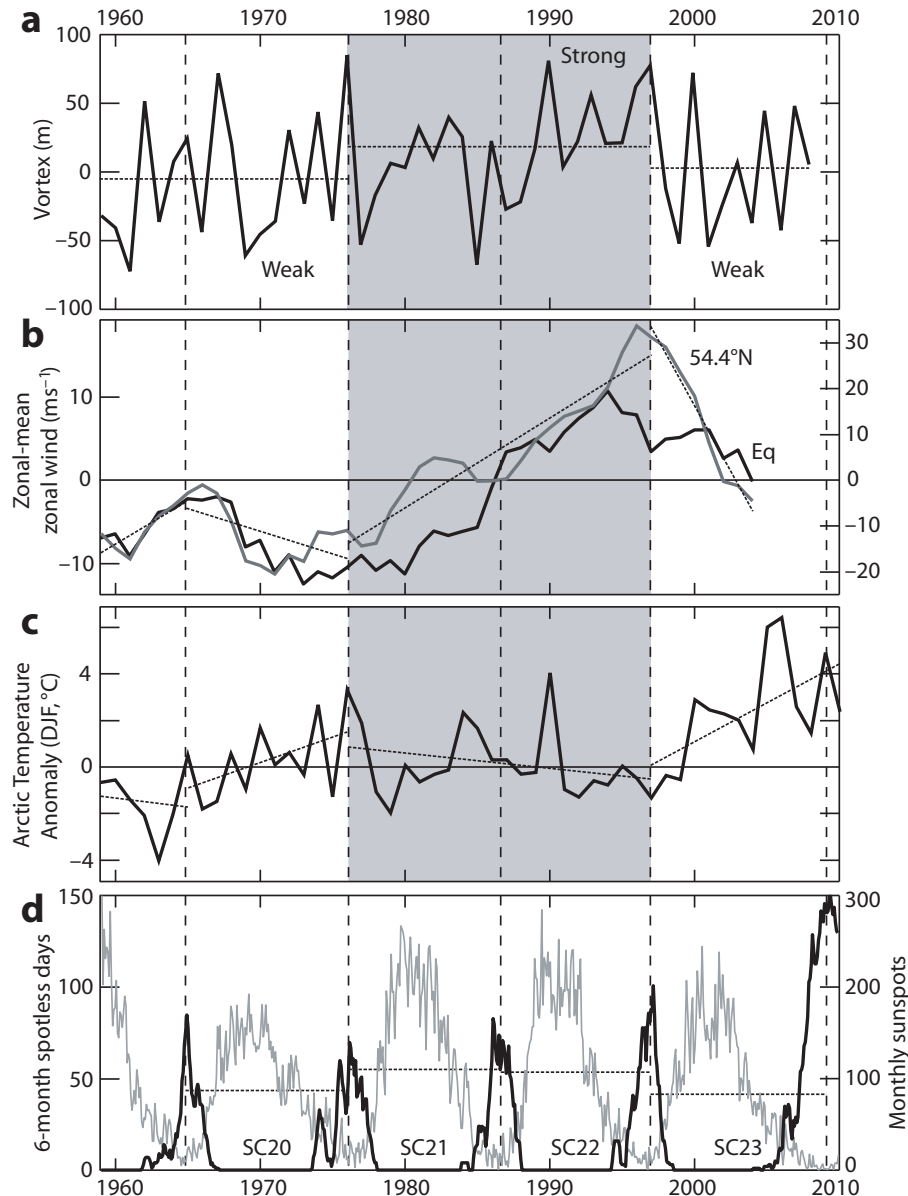 a
1960 1970 1980 1990 2000 2010
100
50
0
−50
−100
Vortex (m)
Strong
Weak
Weak
b
10
0
−10
Zonal-mean
zonal wind (ms−1)
30
20
10
0
−10
−20
54.4°N
Eq
c
4
0
−4
Arctic Temperature
Anomaly (DJF, °C)
d
150
100
50
0
6-month spotless days
300
200
100
0
Monthly sunspots
SC20 SC21 SC22 SC23
1960 1970 1980 1990 2000 2010